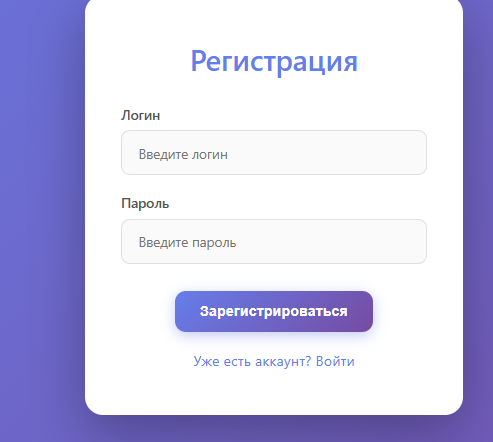 Регистрация
Логин
Введите логин
Пароль
Введите пароль
Зарегистрироваться
Уже есть аккаунт? Войти